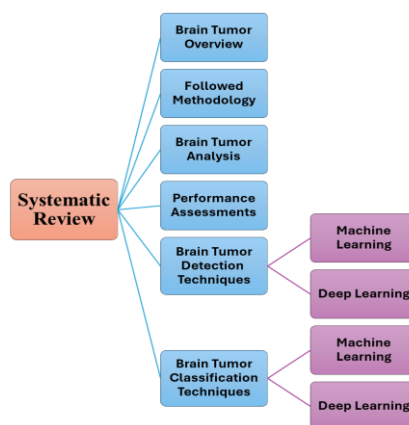 Systematic
Review
Brain Tumor
Overview
Followed
Methodology
Brain Tumor
Analysis
Performance
Assessments
Brain Tumor
Detection
Techniques
Machine
Learning
Deep Learning
Brain Tumor
Classification
Techniques
Machine
Learning
Deep Learning